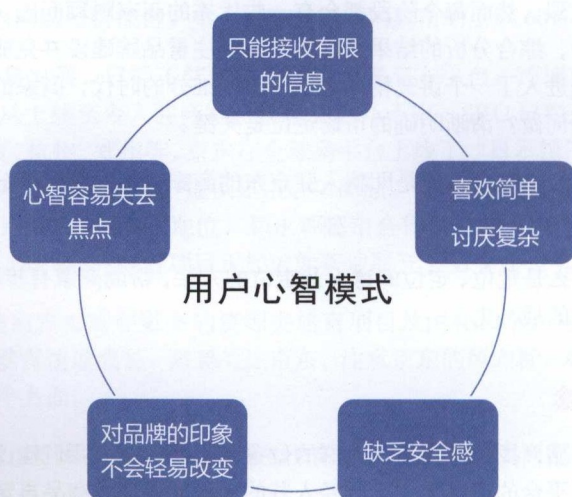 只能接收有限
的信息
心智容易失去
焦点
喜欢简单
讨厌复杂
用户心智模式
对品牌的印象
不会轻易改变
缺乏安全感